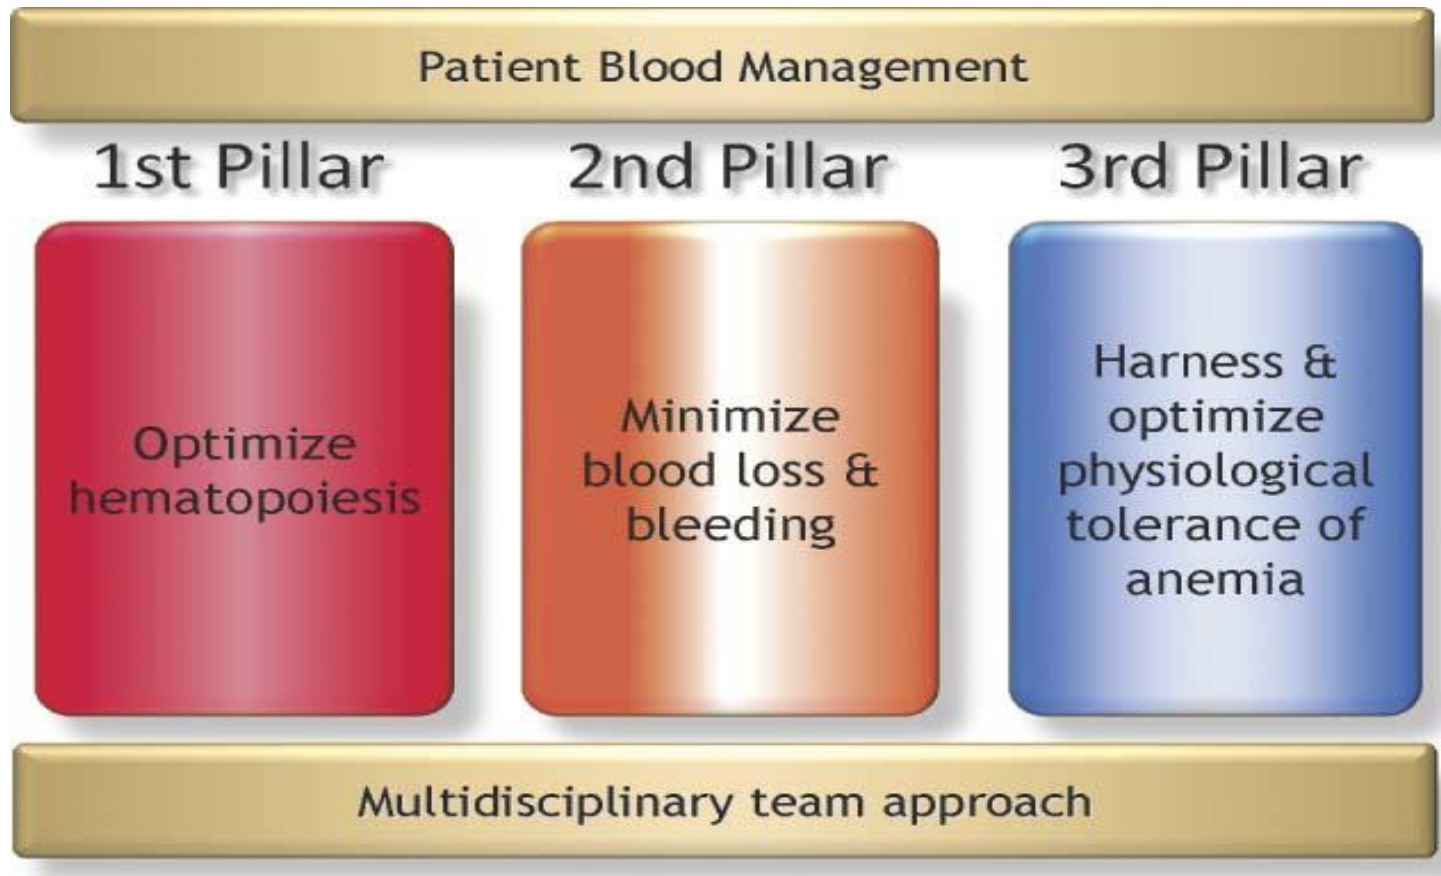 Patient Blood Management
1st Pillar
2nd Pillar
3rd Pillar
Optimize
hematopoiesis
Minimize
blood loss &
bleeding
Harness &
optimize
physiological
tolerance of
anemia
Multidisciplinary team approach